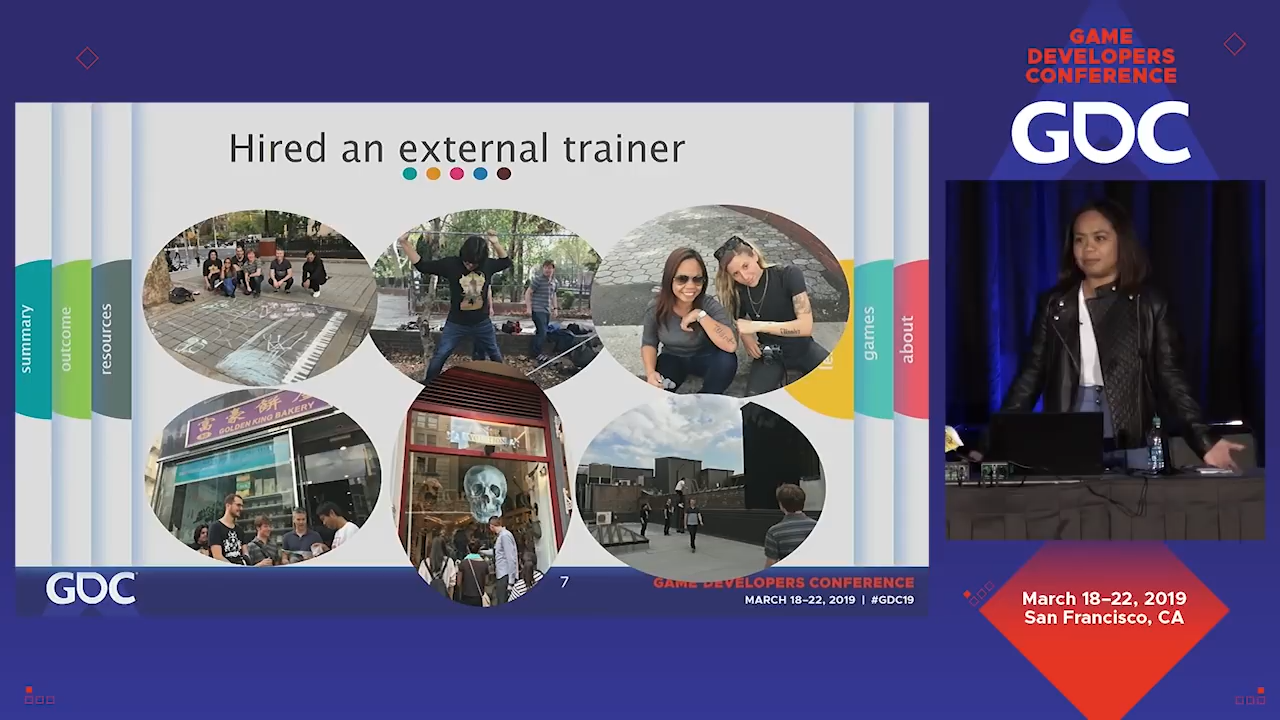 GAME
DEVELOPERS
CONFERENCE
GDC
Hired an external trainer
summary
outcome
resources
games
about
富豪餅
GOLDEN KING BAKERY
GDC
7
GAME DEVELOPERS CONFERENCE
MARCH 18–22, 2019 | #GDC19
March 18–22, 2019
San Francisco, CA